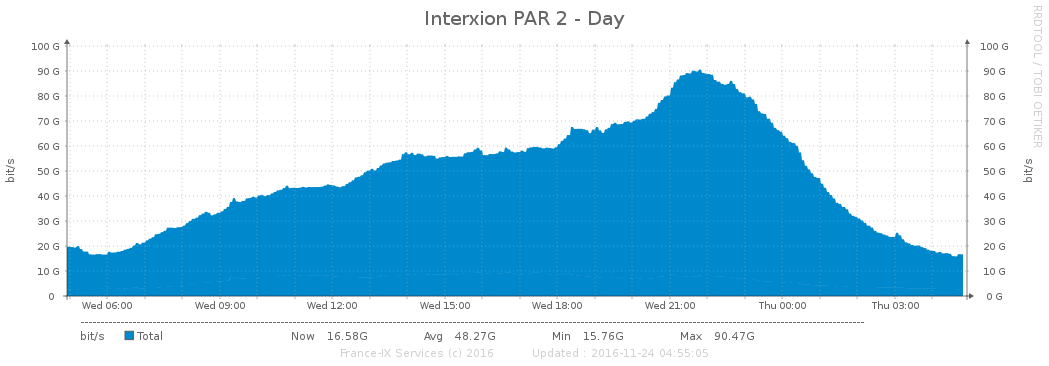 Interxion PAR 2 - Day
RRDTOOL / TOBI OETIKER
bit/s
100 G 100 G
90 G 90 G
80 G 80 G
70 G 70 G
60 G 60 G
50 G 50 G
40 G 40 G
30 G 30 G
20 G 20 G
10 G 10 G
0 0 G
bit/s
Wed 06:00 Wed 09:00 Wed 12:00 Wed 15:00 Wed 18:00 Wed 21:00 Thu 00:00 Thu 03:00
bit/s Total Now 16.58G Avg 48.27G Min 15.76G Max 90.47G
France-IX Services (c) 2016 Updated : 2016-11-24 04:55:05